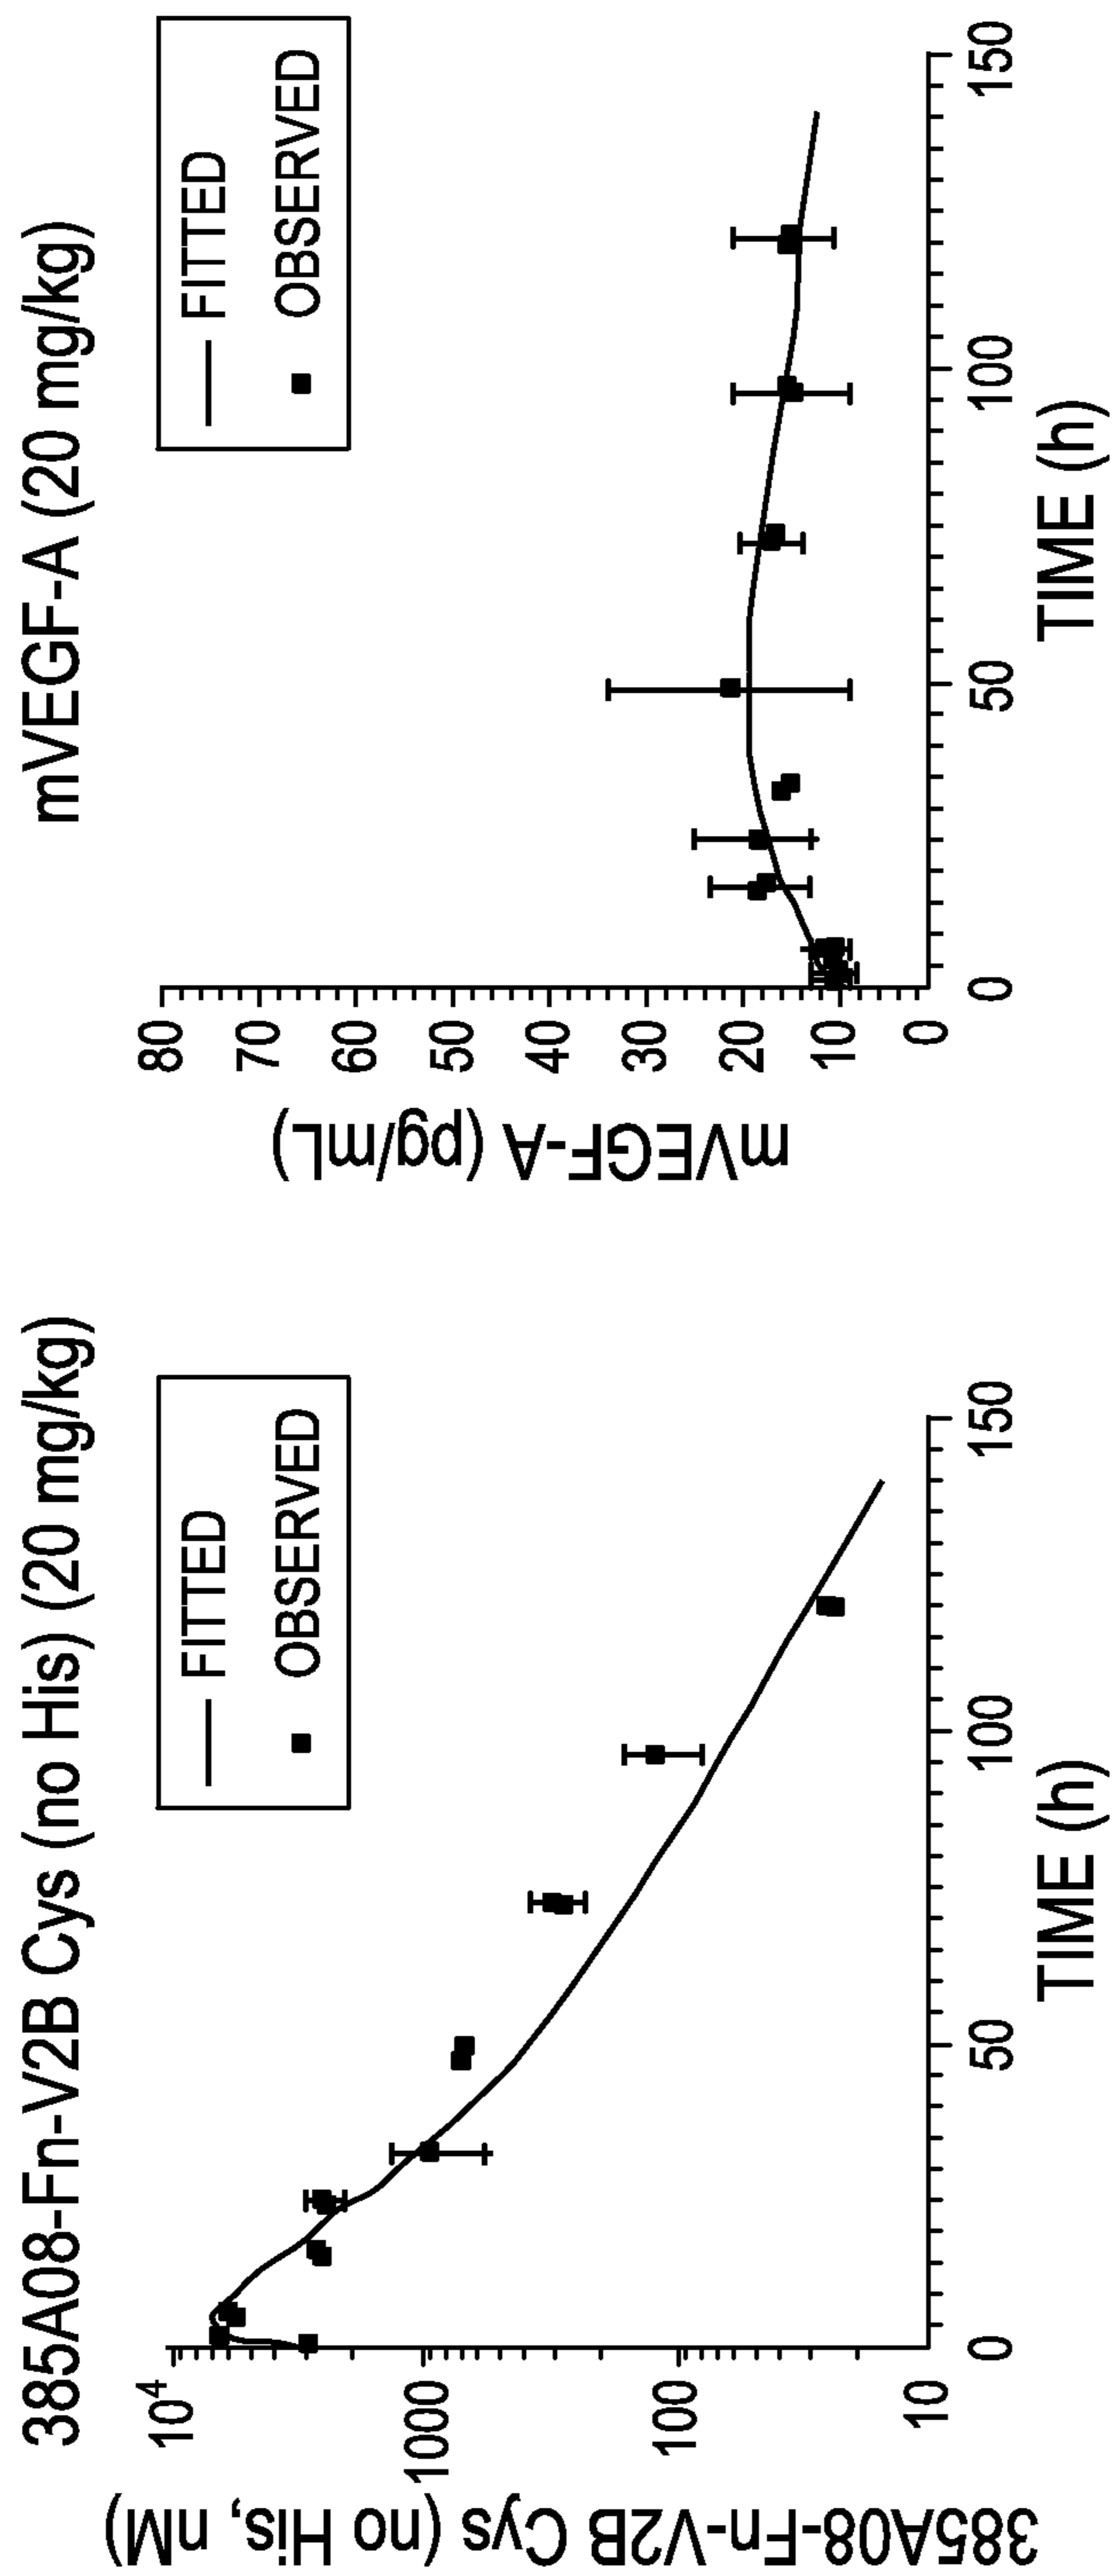 385A08-Fn-V2B Cys (no His) (20 mg/kg)
385A08-Fn-V2B Cys (no His, nM)
10⁴
1000
100
10
FITTED
OBSERVED
0
50
100
150
TIME (h)
mVEGF-A (20 mg/kg)
mVEGF-A (pg/mL)
80
70
60
50
40
30
20
10
0
FITTED
OBSERVED
0
50
100
150
TIME (h)